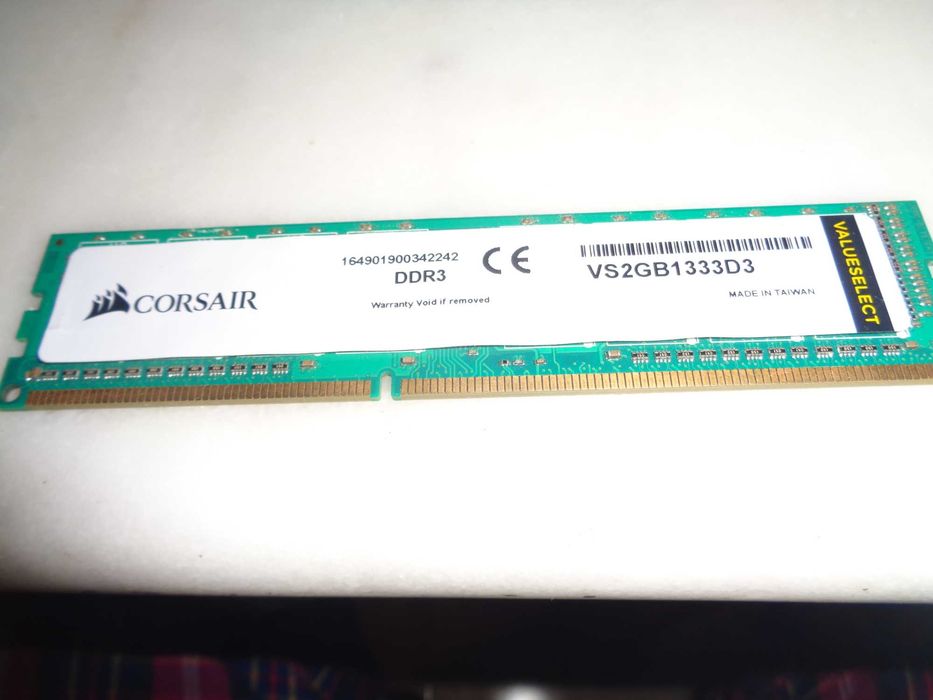 CORSAIR
164901900342242
DDR3
Warranty Void if removed
CE
VS2GB1333D3
MADE IN TAIWAN
VALUESELECT